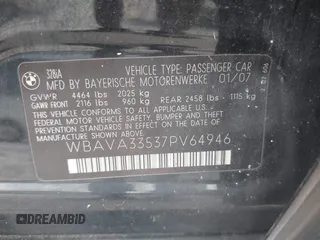 328iA VEHICLE TYPE: PASSENGER CAR
MFD BY BAYERISCHE MOTORENWERKE 01/07
GVWR 4464 lbs 2025 kg
GAWR FRONT 2116 lbs 960 kg REAR 2458 lbs 1115 kg
THIS VEHICLE CONFORMS TO ALL APPLICABLE FEDERAL MOTOR
VEHICLE SAFETY, BUMPER, AND THEFT PREVENTION STANDARDS
IN EFFECT ON THE DATE OF MANUFACTURE SHOWN ABOVE
WBAVA33537PV64946
AUTOBIDMASTER